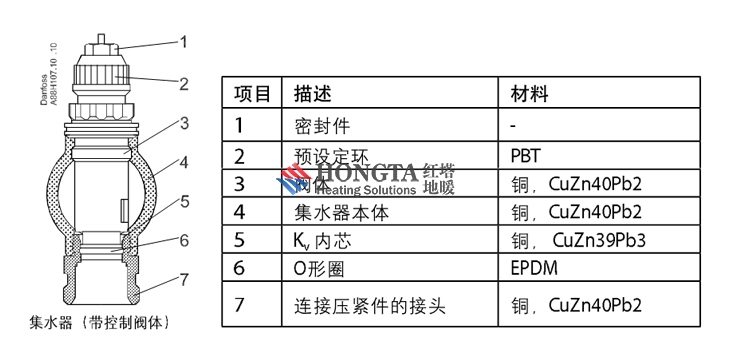 Danfoss
A88H107.10 .10
1
2
3
4
5
6
7
集水器（带控制阀体）
项目 描述 材料
1 密封件 -
2 预设定环 PBT
3 阀体 铜，CuZn40Pb2
4 集水器本体 铜，CuZn40Pb2
5 Kv 内芯 铜，CuZn39Pb3
6 O形圈 EPDM
7 连接压紧件的接头 铜，CuZn40Pb2
HONGTA 红塔
Heating Solutions 地暖